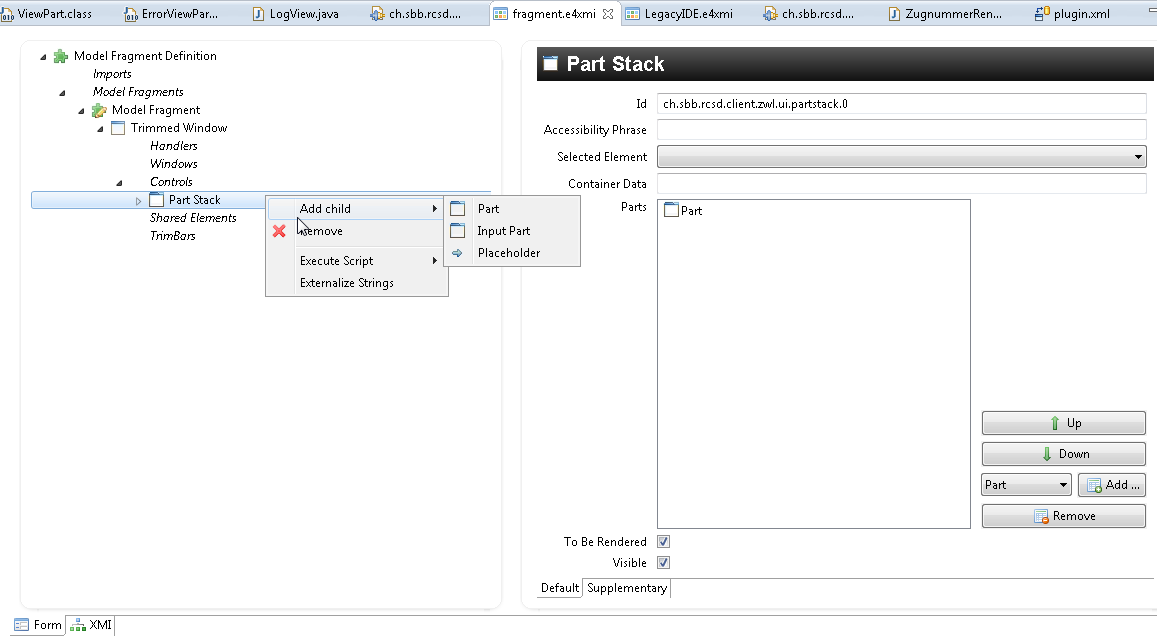 ViewPart.class ErrorViewPar... LogView.java ch.sbb.rcsd.... fragment.e4xmi LegacyIDE.e4xmi ch.sbb.rcsd.... ZugnummerRen... plugin.xml
Model Fragment Definition
Imports
Model Fragments
Model Fragment
Trimmed Window
Handlers
Windows
Controls
Part Stack
Shared Elements
TrimBars
Add child
Remove
Execute Script
Externalize Strings
Part
Input Part
Placeholder
Part Stack
Id ch.sbb.rcsd.client.zwl.ui.partstack.0
Accessibility Phrase
Selected Element
Container Data
Parts Part
Up
Down
Part Add ...
Remove
To Be Rendered
Visible
Default Supplementary
Form XMI